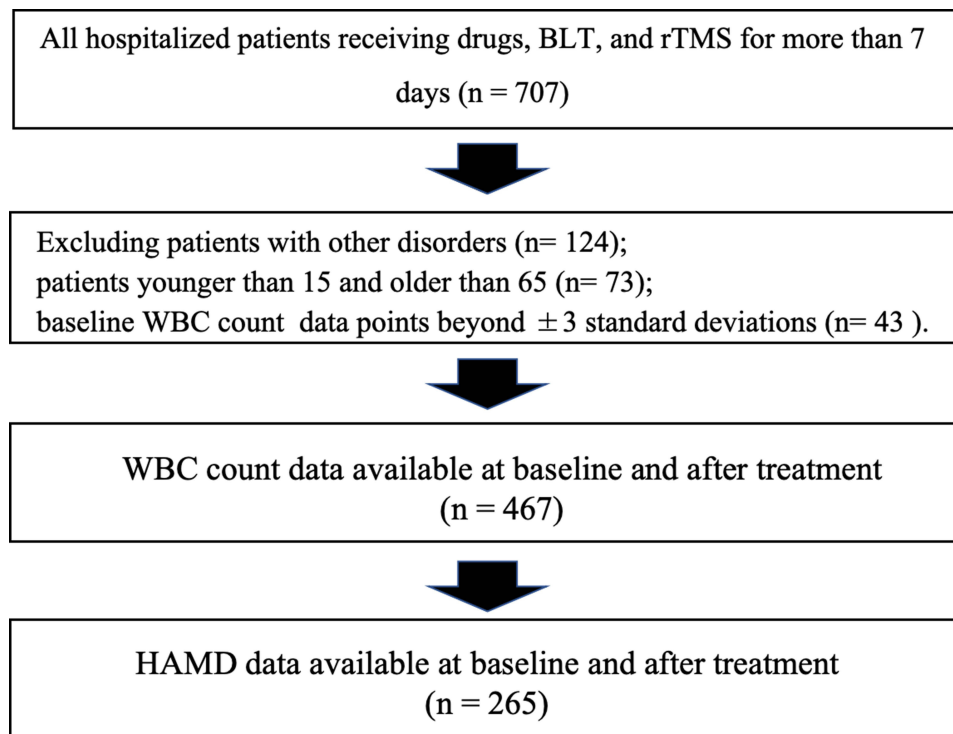 All hospitalized patients receiving drugs, BLT, and rTMS for more than 7
days (n = 707)
Excluding patients with other disorders (n= 124);
patients younger than 15 and older than 65 (n= 73);
baseline WBC count  data points beyond ±3 standard deviations (n= 43 ).
WBC count data available at baseline and after treatment
(n = 467)
HAMD data available at baseline and after treatment
(n = 265)